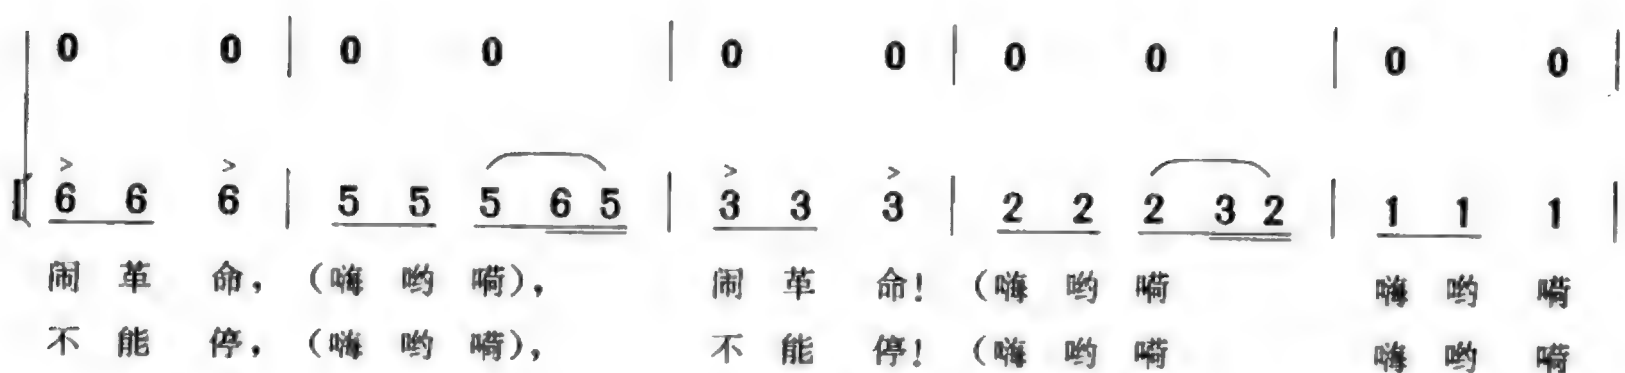 0 0 | 0 0 | 0 0 | 0 0 | 0 0 |
6 6 6 | 5 5 5 6 5 | 3 3 3 | 2 2 2 3 2 | 1 1 1 |
闹 革 命，（嗨 哟 嗬），闹 革 命！（嗨 哟 嗬 嗨 哟 嗬
不 能 停，（嗨 哟 嗬），不 能 停！（嗨 哟 嗬 嗨 哟 嗬